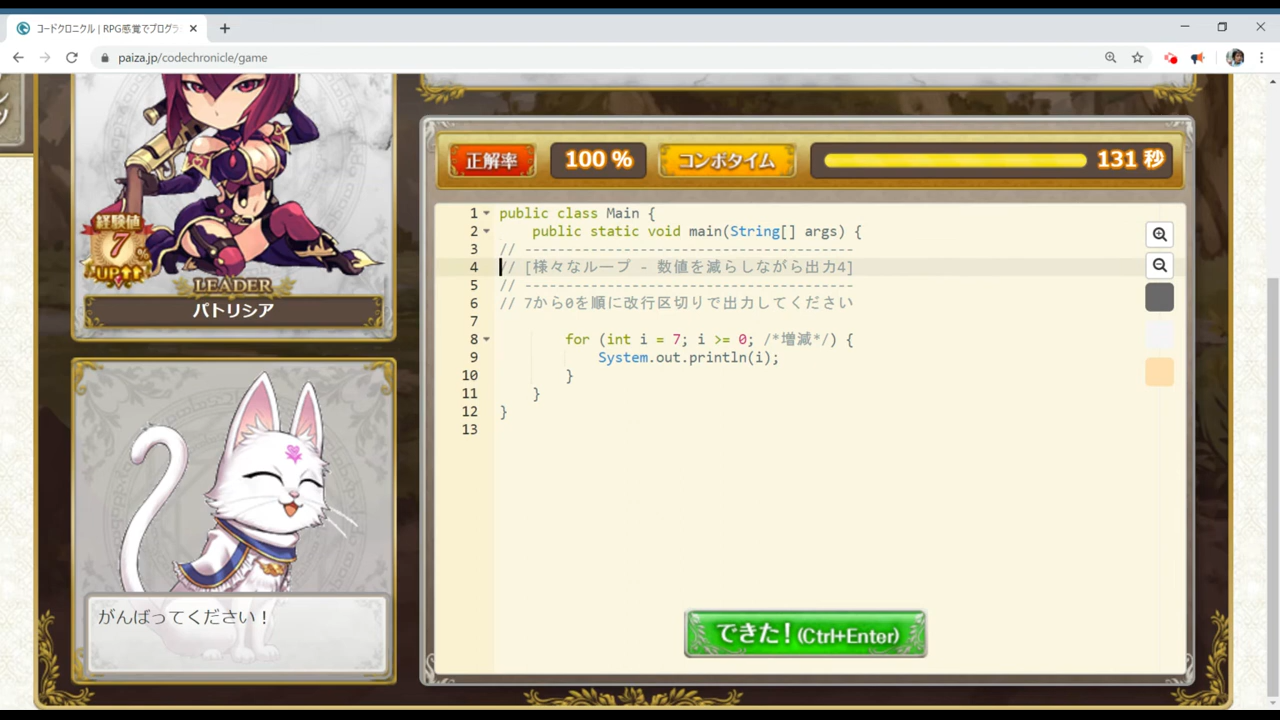 コードクロニクル | RPG感覚でプログラ
paiza.jp/codechronicle/game
経験値
7%
UP
LEADER
パトリシア
がんばってください！
正解率
100 %
コンボタイム
131 秒
1 public class Main {
2 public static void main(String[] args) {
3 // ----------------------------------------
4 // [様々なループ - 数値を減らしながら出力4]
5 // ----------------------------------------
6 // 7から0を順に改行区切りで出力してください
7
8 for (int i = 7; i >= 0; /*増減*/) {
9 System.out.println(i);
10 }
11 }
12 }
13
できた！(Ctrl+Enter)